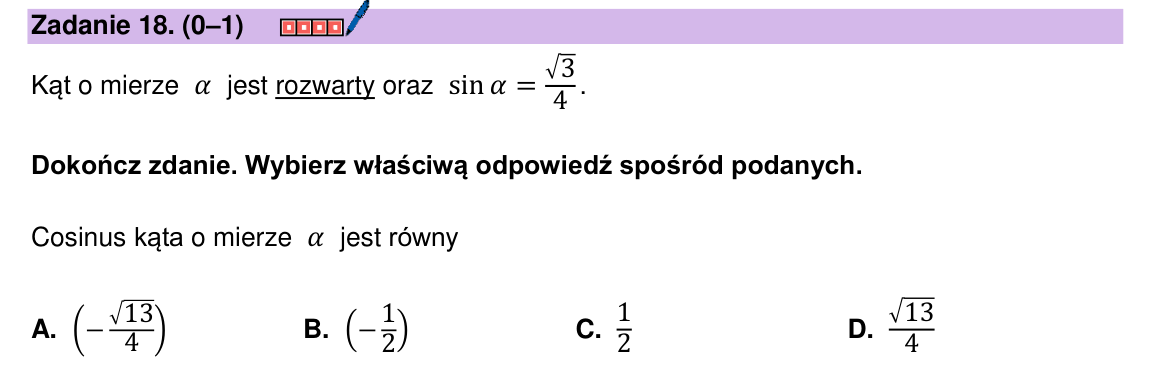 Zadanie 18. (0–1)
Kąt o mierze α jest rozwarty oraz sin α = √3/4.
Dokończ zdanie. Wybierz właściwą odpowiedź spośród podanych.
Cosinus kąta o mierze α jest równy
A. (−√13/4) B. (−1/2) C. 1/2 D. √13/4